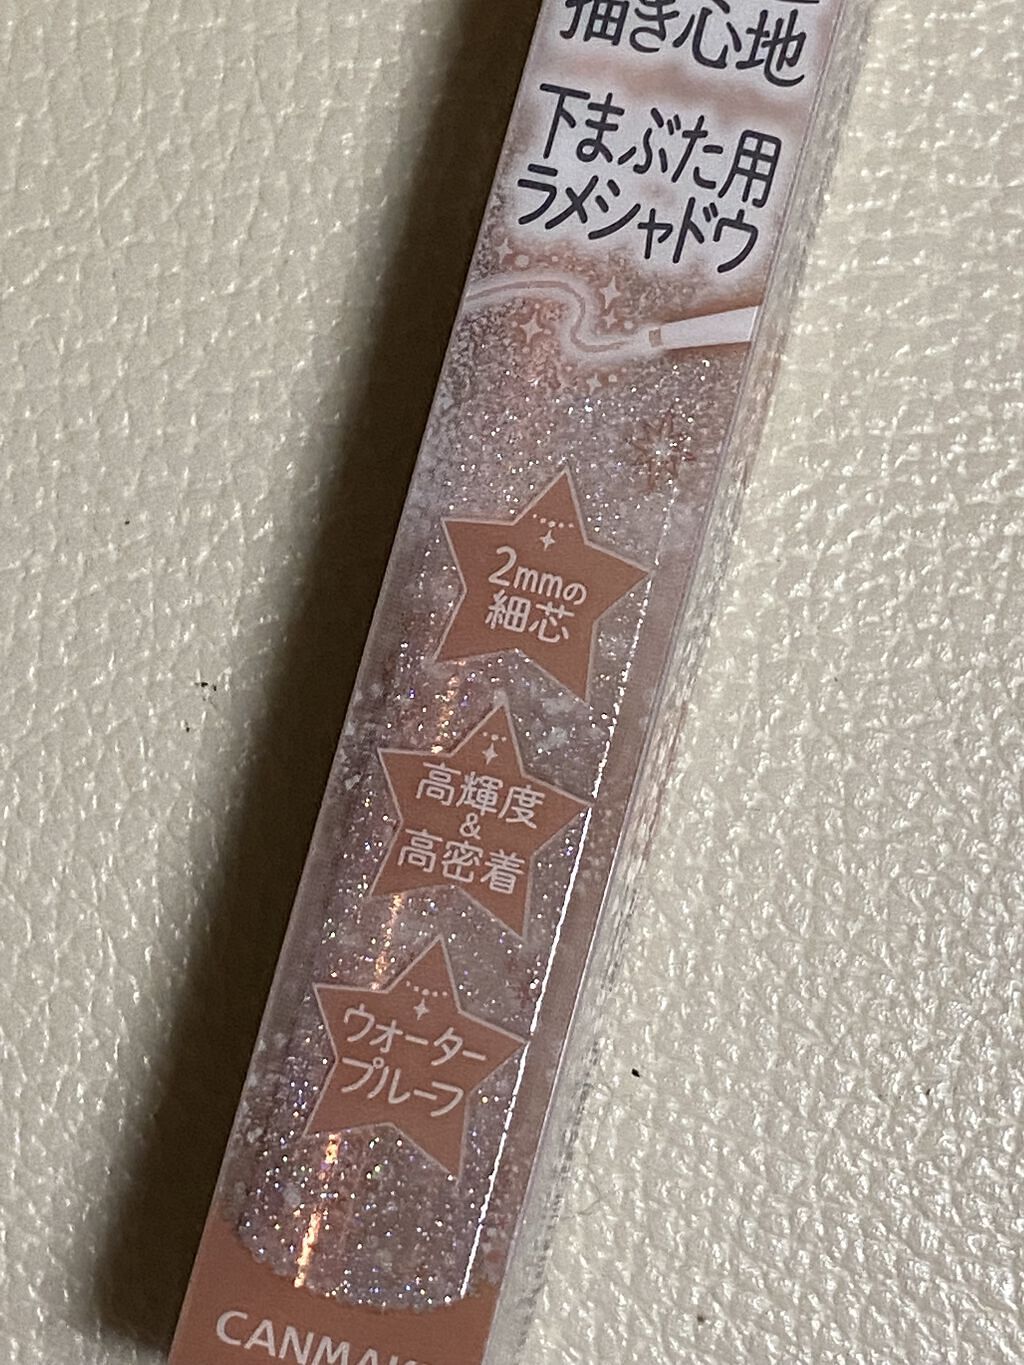 描き心地
下まぶた用
ラメシャドウ
2mmの
細芯
高輝度
&
高密着
ウォーター
プルーフ
CANMAK